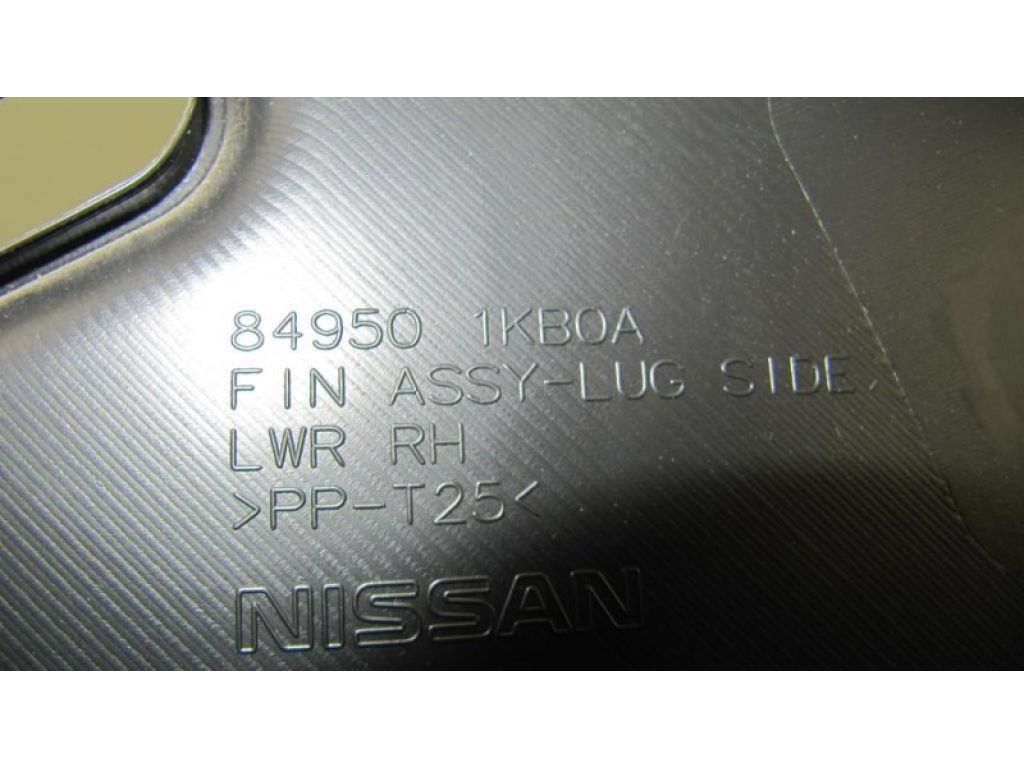 84950 1KB0A
FIN ASSY-LUG SIDE,
LWR RH
>PP-T25<
NISSAN